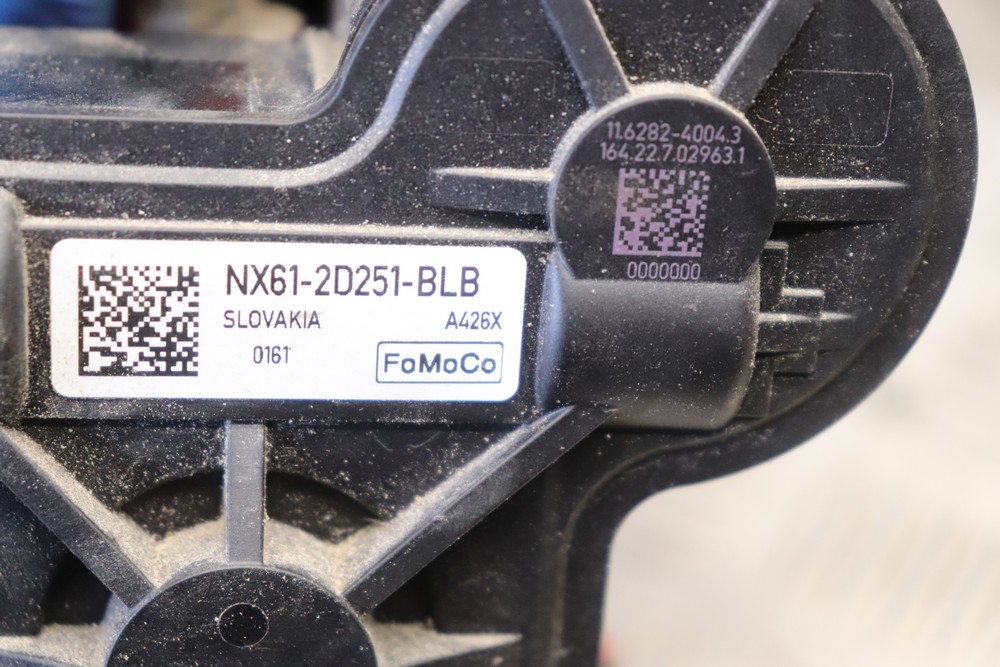 11.6282-4004.3
164.22.7.02963.1
0000000
NX61-2D251-BLB
SLOVAKIA A426X
0161
FoMoCo